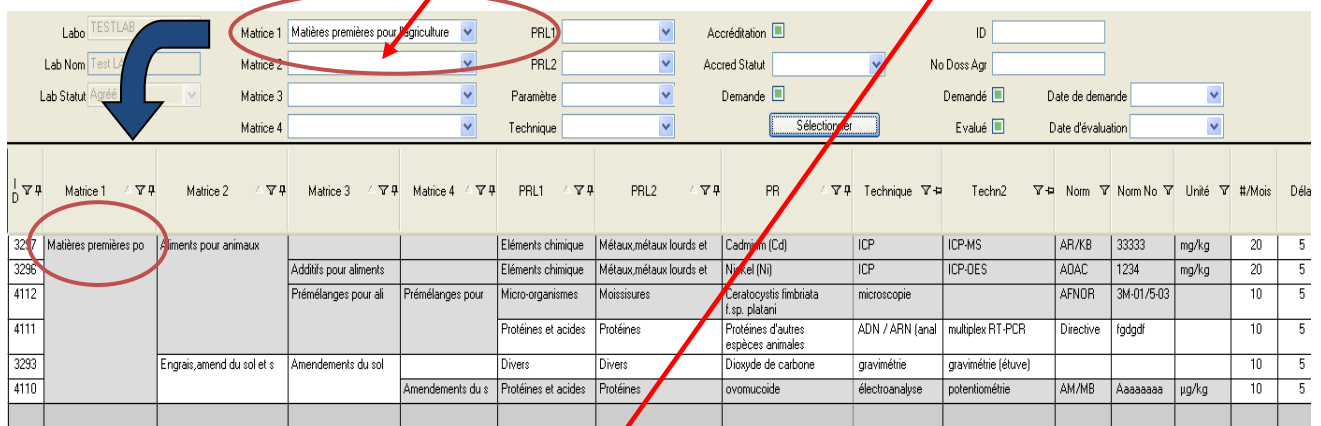 Labo TESTLAB Matrice 1 Matières premières pour l'agriculture PRL1 Accréditation ID
Lab Nom Test LA Matrice 2 PRL2 Accred Statut No Doss Agr
Lab Statut Agréé Matrice 3 Paramètre Demande Demandé Date de demande
Matrice 4 Technique Sélectionner Evalué Date d'évaluation
ID Matrice 1 Matrice 2 Matrice 3 Matrice 4 PRL1 PRL2 PR Technique Techn2 Norm Norm No Unité #/Mois Déla
3297 Matières premières po Aliments pour animaux Eléments chimique Métaux,métaux lourds et Cadmium (Cd) ICP ICP-MS AR/KB 33333 mg/kg 20 5
3296 Additifs pour aliments Eléments chimique Métaux,métaux lourds et Nickel (Ni) ICP ICP-OES AOAC 1234 mg/kg 20 5
4112 Prémélanges pour ali Prémélanges pour Micro-organismes Moissisures Ceratocystis fimbriata microscopie AFNOR 3M-01/5-03 10 5
f.sp. platani
4111 Protéines et acides Protéines Protéines d'autres ADN / ARN (anal multiplex RT-PCR Directive fgdgdf 10 5
espèces animales
3293 Engrais,amend du sol et s Amendements du sol Divers Divers Dioxyde de carbone gravimétrie gravimétrie (étuve) 10 5
4110 Amendements du s Protéines et acides Protéines ovomucoide électroanalyse potentiométrie AM/MB Aaaaaaaa µg/kg 10 5